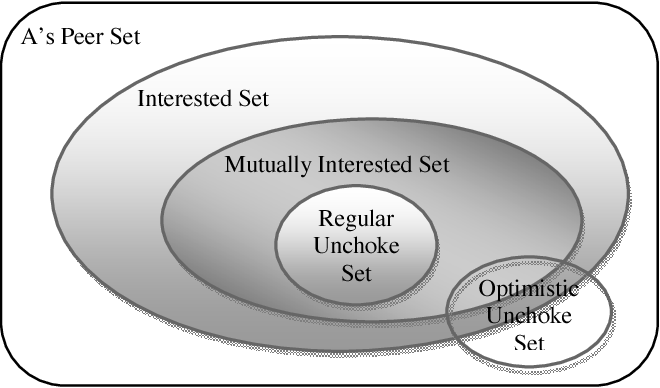 A's Peer Set
Interested Set
Mutually Interested Set
Regular
Unchoke
Set
Optimistic
Unchoke
Set